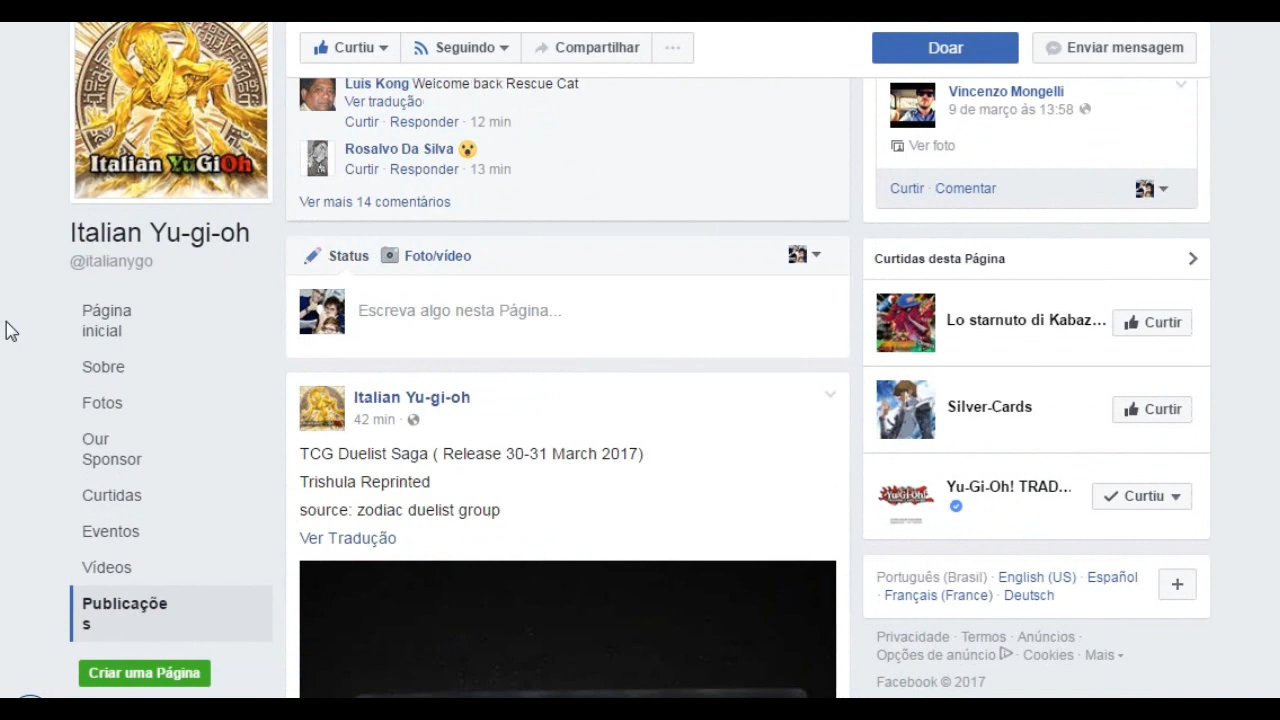 Italian YuGiOh
Italian Yu-gi-oh
@italianygo
Página
inicial
Sobre
Fotos
Our
Sponsor
Curtidas
Eventos
Vídeos
Publicaçõe
s
Criar uma Página
Curtiu
Seguindo
Compartilhar
Doar
Enviar mensagem
Luis Kong Welcome back Rescue Cat
Ver tradução
Curtir · Responder · 12 min
Rosalvo Da Silva
Curtir · Responder · 13 min
Ver mais 14 comentários
Status Foto/vídeo
Escreva algo nesta Página...
Italian Yu-gi-oh
42 min ·
TCG Duelist Saga ( Release 30-31 March 2017)
Trishula Reprinted
source: zodiac duelist group
Ver Tradução
Vincenzo Mongelli
9 de março às 13:58
Ver foto
Curtir · Comentar
Curtidas desta Página
Lo starnuto di Kabaz... Curtir
Silver-Cards Curtir
Yu-Gi-Oh!
Yu-Gi-Oh! TRAD... Curtiu
Português (Brasil) · English (US) · Español
· Français (France) · Deutsch
Privacidade · Termos · Anúncios ·
Opções de anúncio · Cookies · Mais
Facebook © 2017